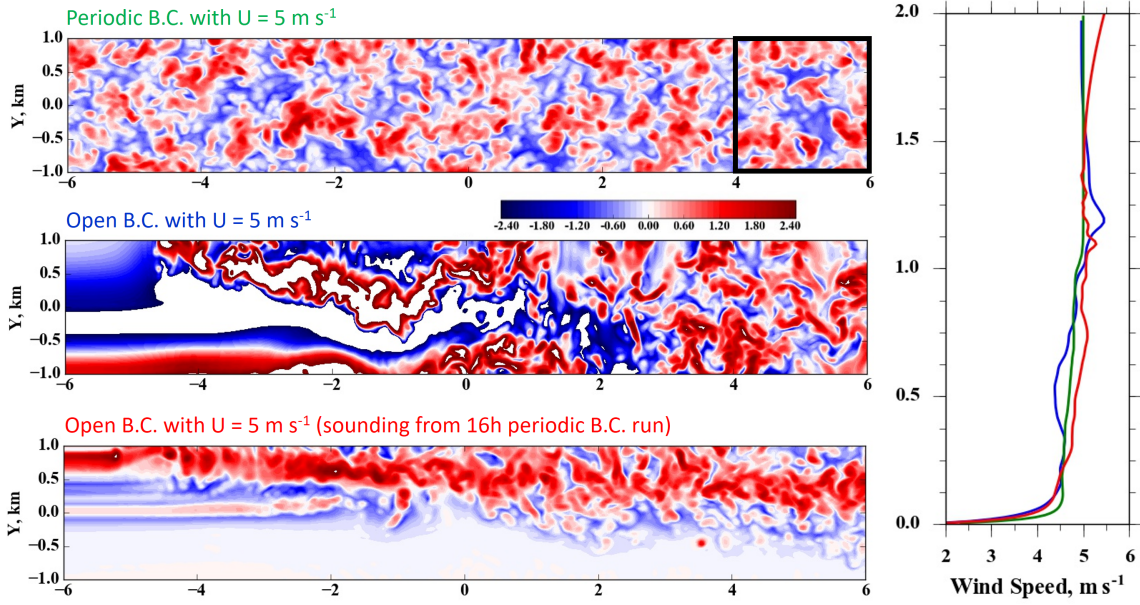 Periodic B.C. with U = 5 m s-1
1.0
0.5
0.0
−0.5
−1.0
Y, km
−6 −4 −2 0 2 4 6
Open B.C. with U = 5 m s-1
-2.40 -1.80 -1.20 -0.60 0.00 0.60 1.20 1.80 2.40
1.0
0.5
0.0
−0.5
−1.0
Y, km
−6 −4 −2 0 2 4 6
Open B.C. with U = 5 m s-1 (sounding from 16h periodic B.C. run)
1.0
0.5
0.0
−0.5
−1.0
Y, km
−6 −4 −2 0 2 4 6
2.0
1.5
1.0
0.5
0.0
2 3 4 5 6
Wind Speed, m s-1